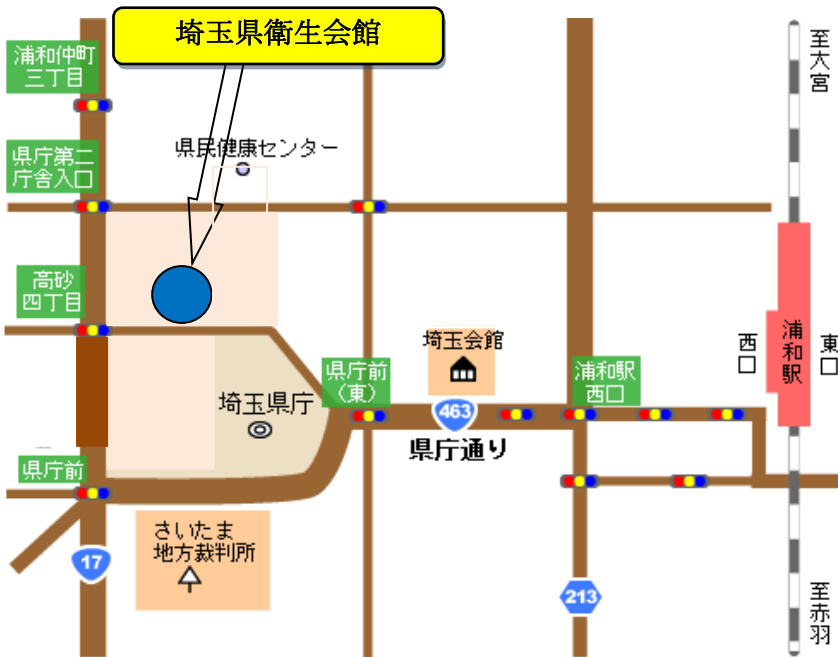 埼玉県衛生会館
浦和仲町
三丁目
至大宮
県民健康センター
県庁第二
庁舎入口
高砂
四丁目
埼玉会館
西口
浦和駅
東口
県庁前
(東)
浦和駅
西口
埼玉県庁
463
県庁通り
県庁前
さいたま
地方裁判所
17
213
至赤羽